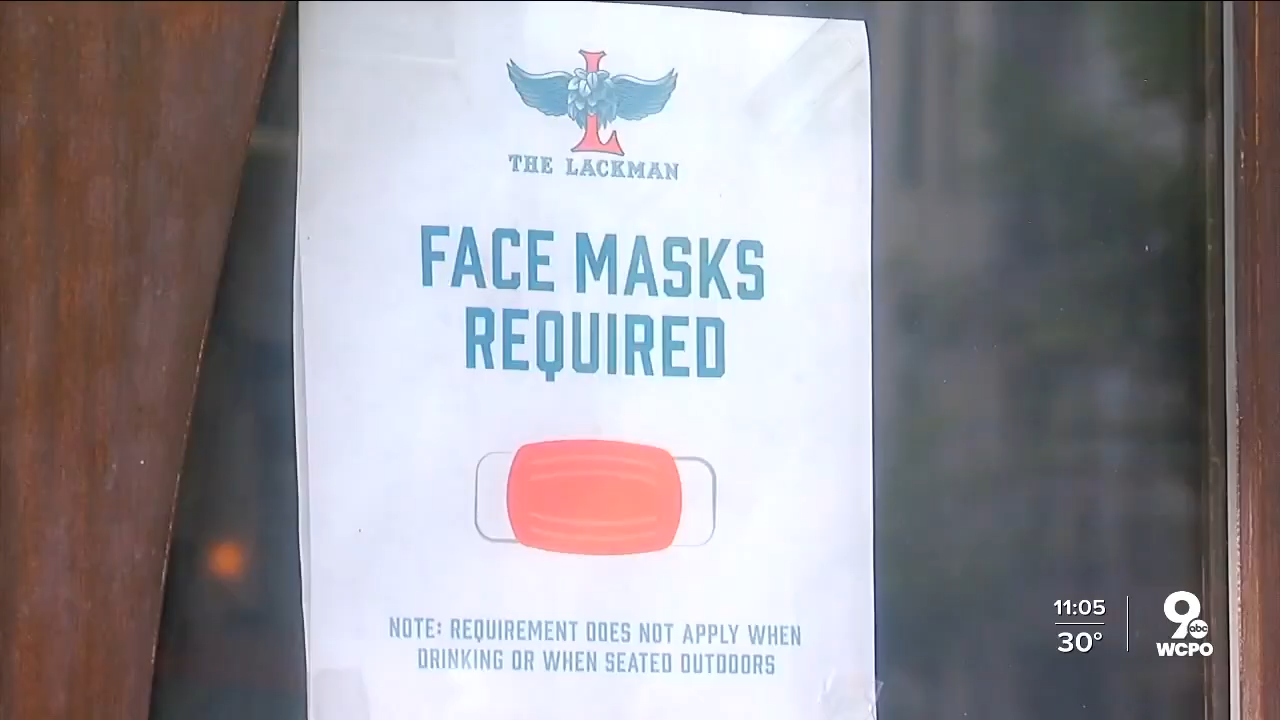 L
THE LACKMAN
FACE MASKS
REQUIRED
NOTE: REQUIREMENT DOES NOT APPLY WHEN
DRINKING OR WHEN SEATED OUTDOORS
11:05
30°
9
abc
WCPO